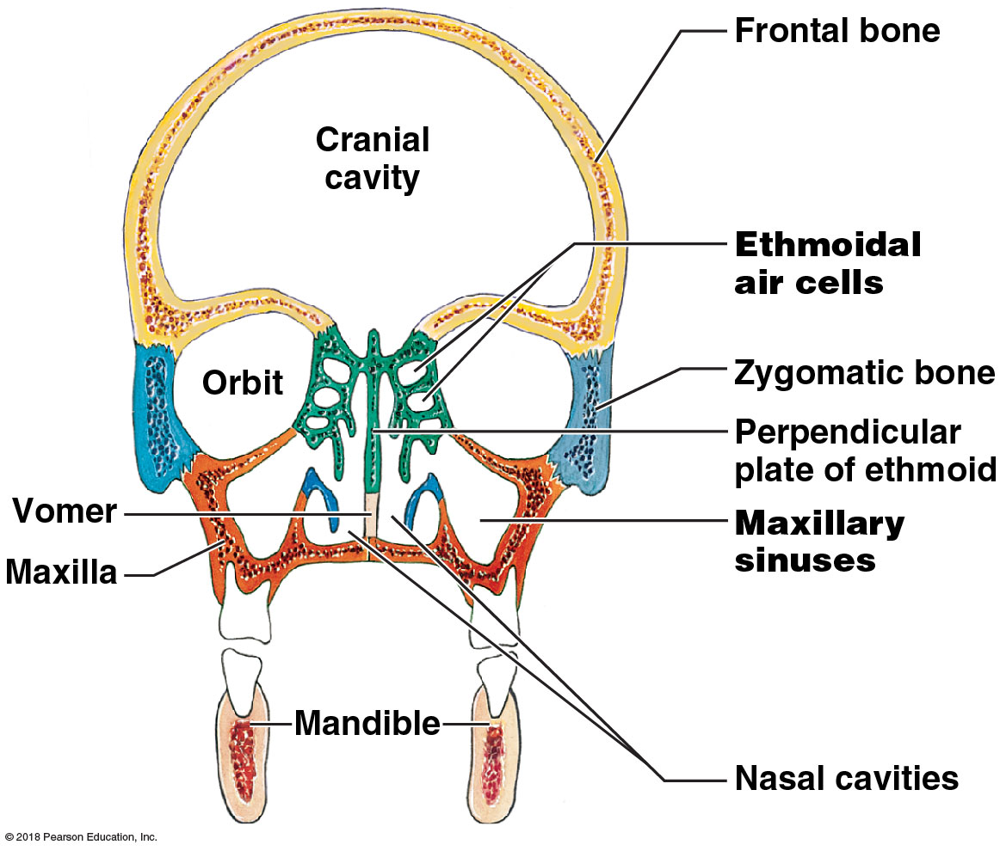 Frontal bone
Cranial
cavity
Ethmoidal
air cells
Orbit
Zygomatic bone
Perpendicular
plate of ethmoid
Vomer
Maxillary
sinuses
Maxilla
Mandible
Nasal cavities
© 2018 Pearson Education, Inc.